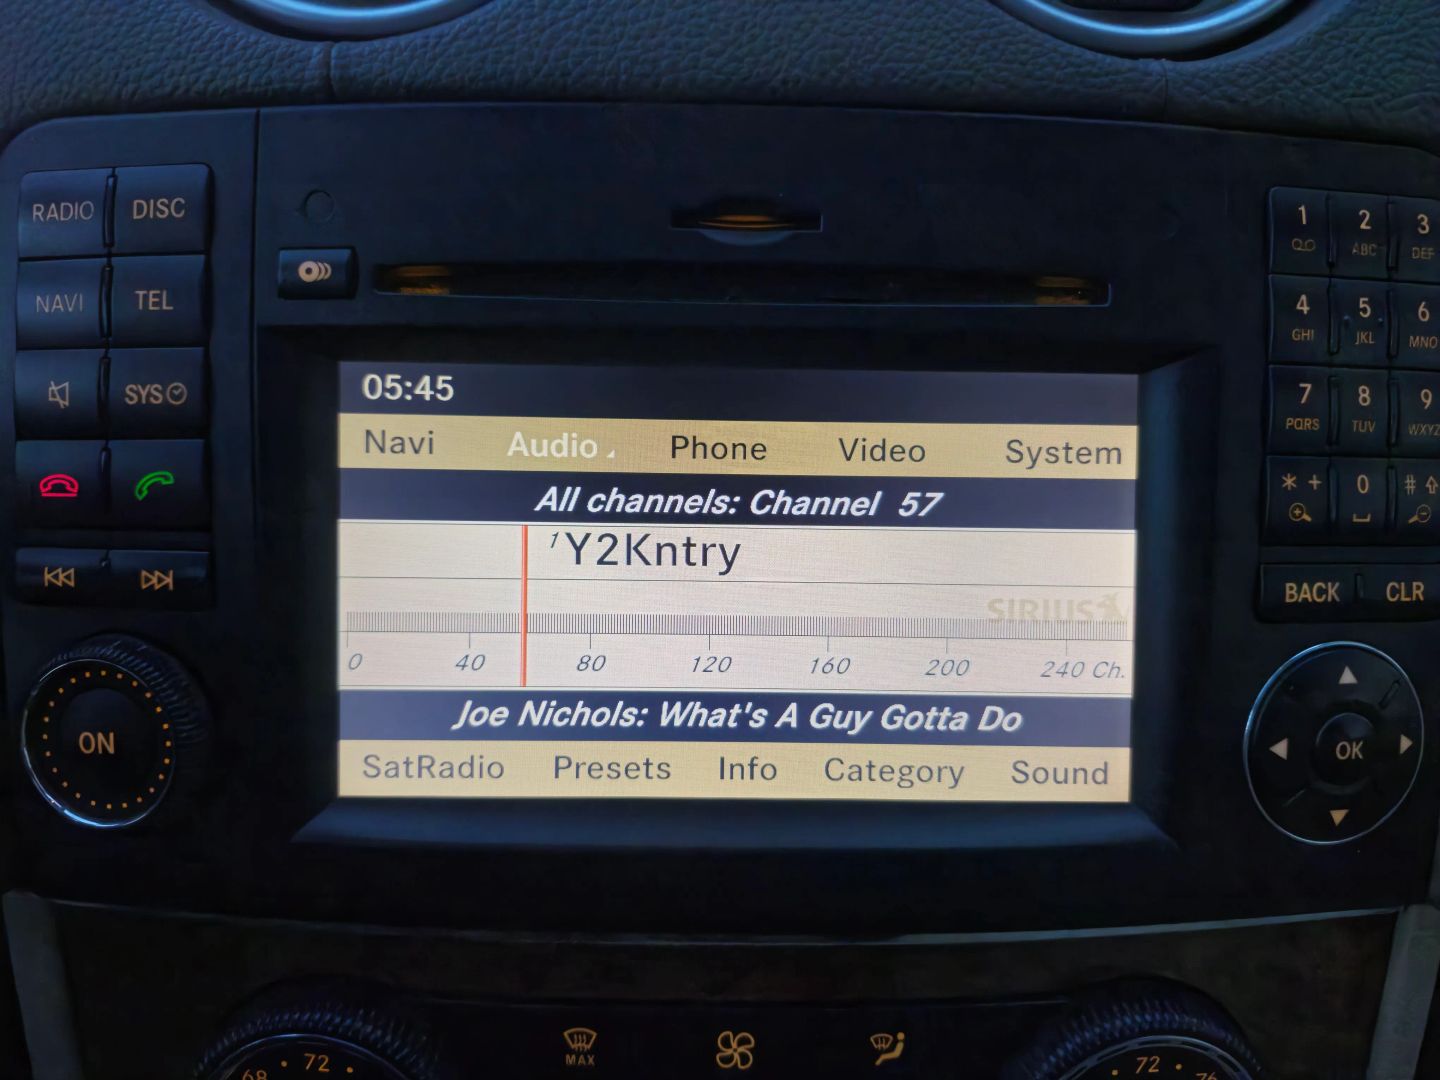 RADIO DISC
NAVI TEL
SYS
ON
05:45
Navi Audio Phone Video System
All channels: Channel 57
1 Y2Kntry
SIRIUS
0 40 80 120 160 200 240 Ch.
Joe Nichols: What's A Guy Gotta Do
SatRadio Presets Info Category Sound
1 2 3
ABC DEF
4 5 6
GHI JKL MNO
7 8 9
PQRS TUV WXYZ
* + 0 #
BACK CLR
OK
68 72
MAX
72 76